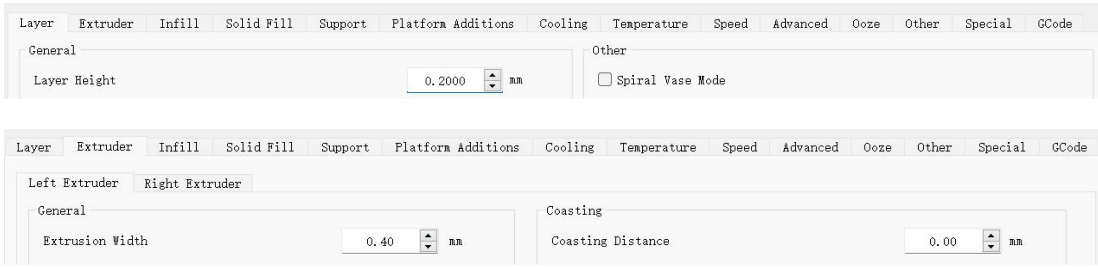 Layer Extruder Infill Solid Fill Support Platform Additions Cooling Temperature Speed Advanced Ooze Other Special GCode
General Other
Layer Height 0.2000 mm Spiral Vase Mode
Layer Extruder Infill Solid Fill Support Platform Additions Cooling Temperature Speed Advanced Ooze Other Special GCode
Left Extruder Right Extruder
General Coasting
Extrusion Width 0.40 mm Coasting Distance 0.00 mm